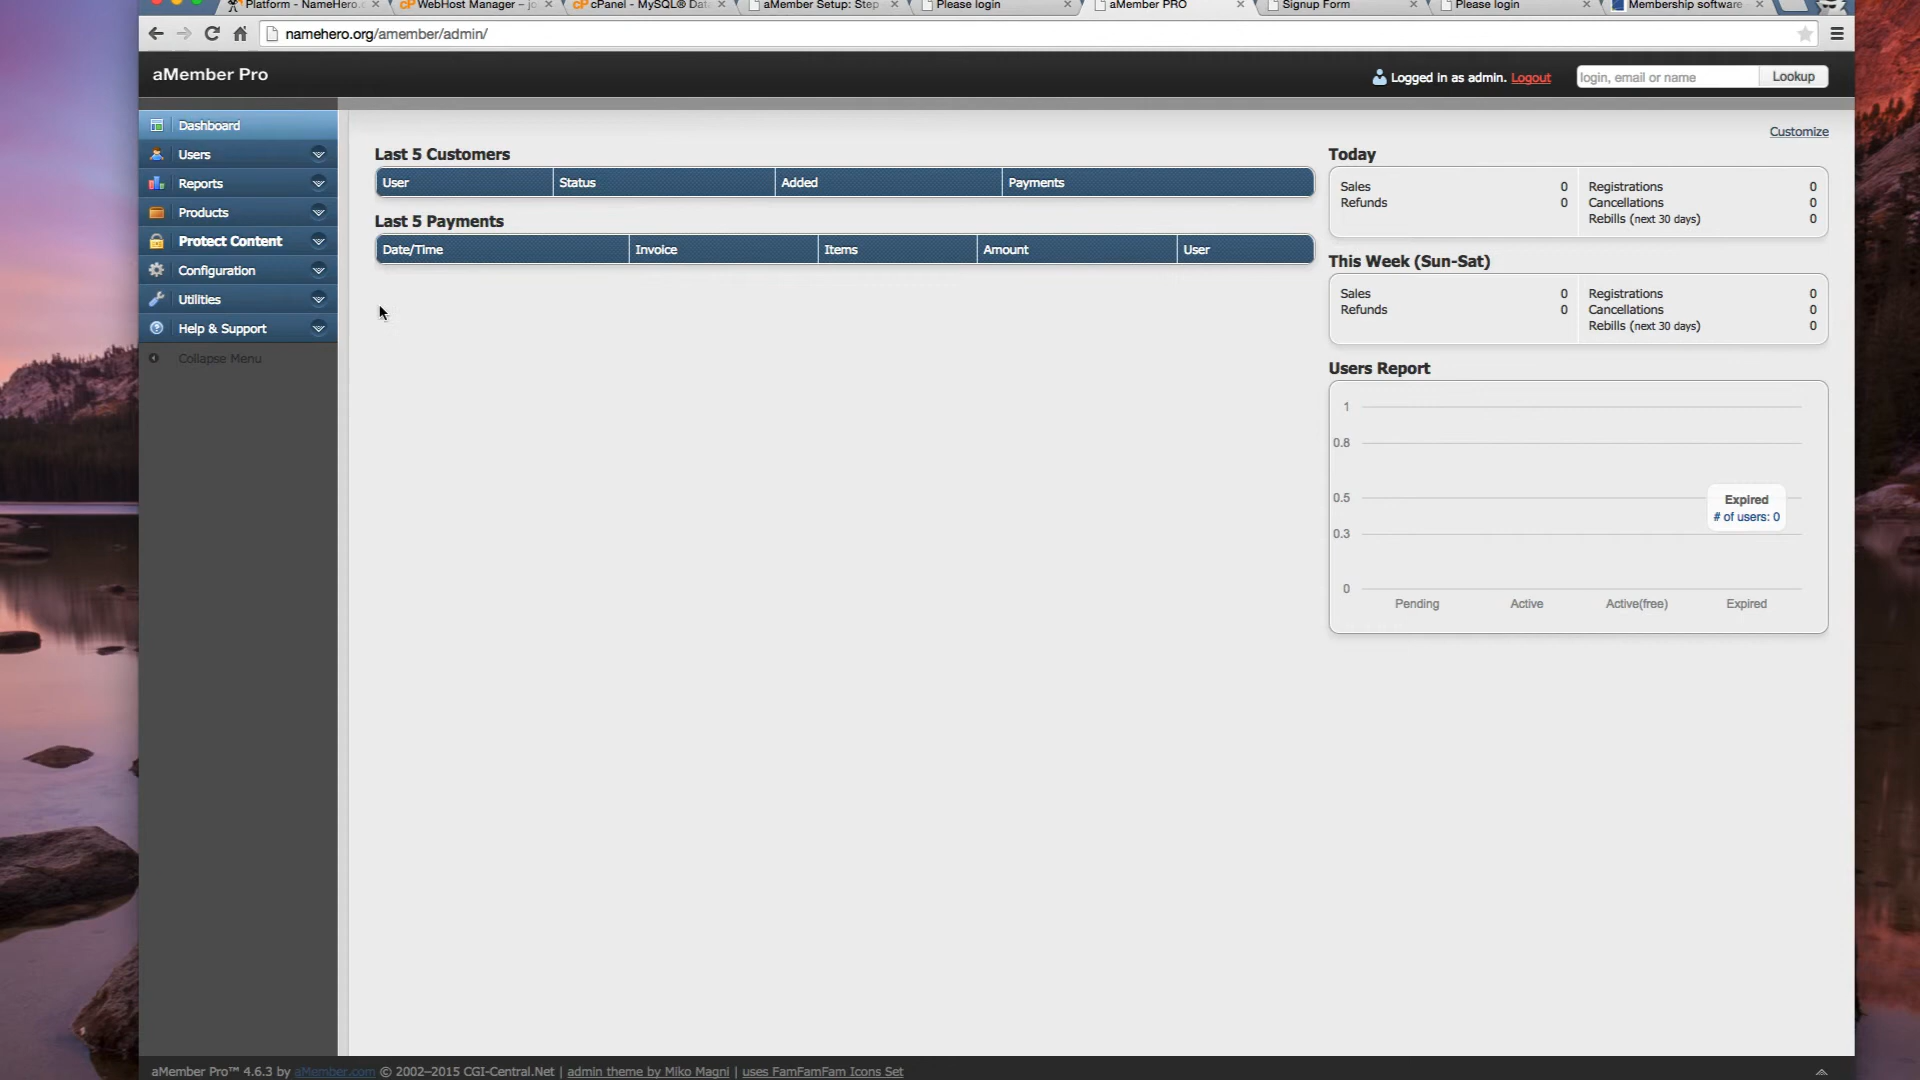 Platform - NameHero.c
WebHost Manager – jo
cPanel - MySQL® Dat
aMember Setup: Step
Please login
aMember PRO
Signup Form
Please login
Membership software
namehero.org/amember/admin/
aMember Pro
Logged in as admin. Logout
login, email or name
Lookup
Dashboard
Users
Reports
Products
Protect Content
Configuration
Utilities
Help & Support
Collapse Menu
Customize
Last 5 Customers
User Status Added Payments
Last 5 Payments
Date/Time Invoice Items Amount User
Today
Sales 0
Refunds 0
Registrations 0
Cancellations 0
Rebills (next 30 days) 0
This Week (Sun-Sat)
Sales 0
Refunds 0
Registrations 0
Cancellations 0
Rebills (next 30 days) 0
Users Report
1
0.8
0.5
0.3
0
Expired
# of users: 0
Pending Active Active(free) Expired
aMember Pro™ 4.6.3 by aMember.com © 2002–2015 CGI-Central.Net | admin theme by Miko Magni | uses FamFamFam Icons Set